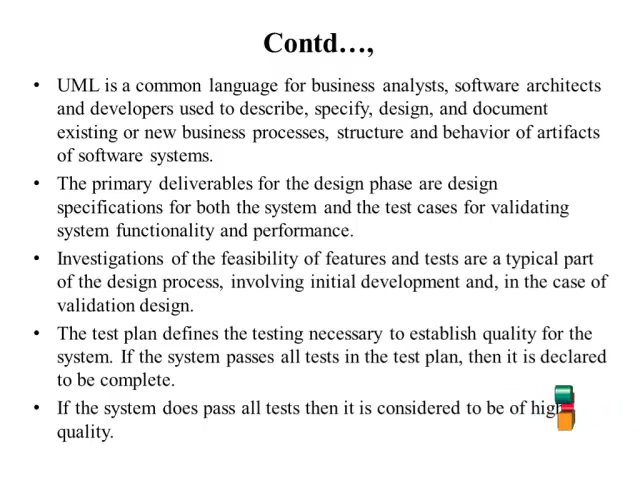 Contd…,
• UML is a common language for business analysts, software architects
and developers used to describe, specify, design, and document
existing or new business processes, structure and behavior of artifacts
of software systems.
• The primary deliverables for the design phase are design
specifications for both the system and the test cases for validating
system functionality and performance.
• Investigations of the feasibility of features and tests are a typical part
of the design process, involving initial development and, in the case of
validation design.
• The test plan defines the testing necessary to establish quality for the
system. If the system passes all tests in the test plan, then it is declared
to be complete.
• If the system does pass all tests then it is considered to be of high
quality.